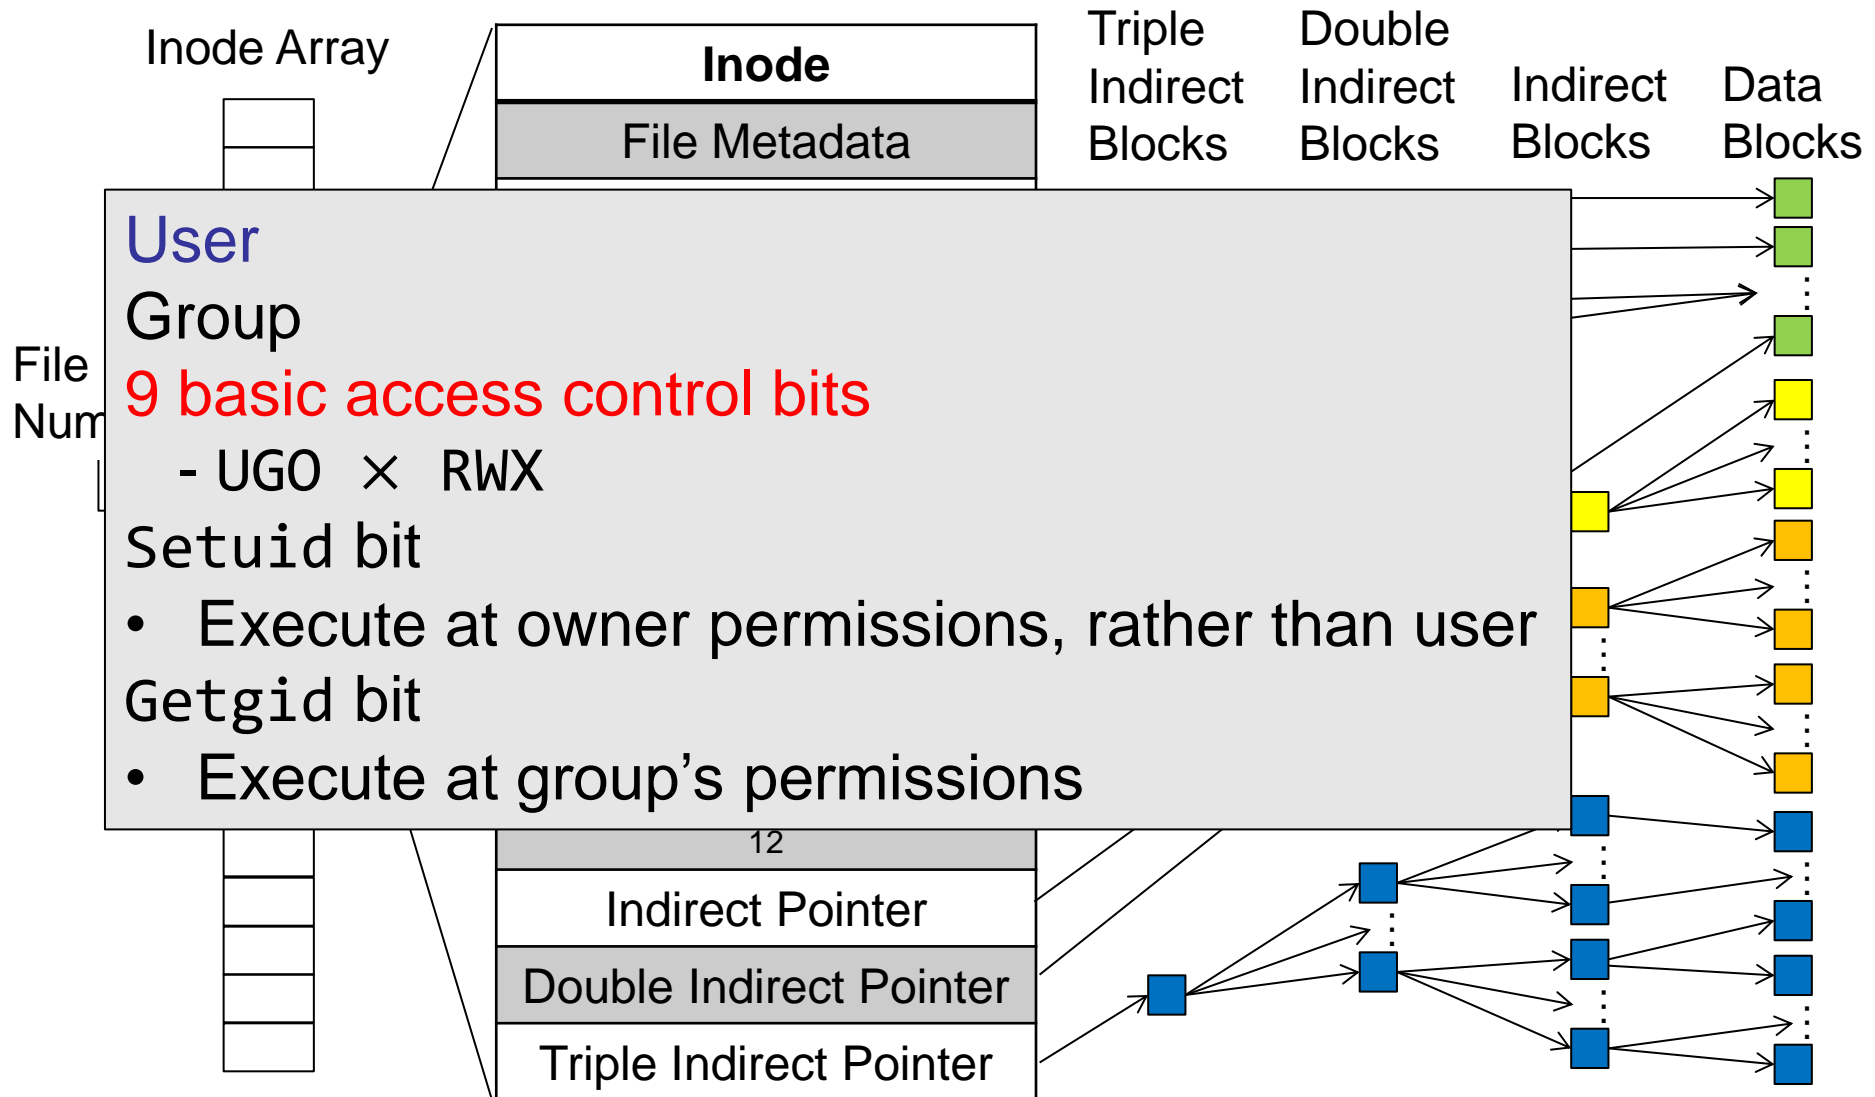 Inode Array
Inode
File Metadata
Triple
Indirect
Blocks
Double
Indirect
Blocks
Indirect
Blocks
Data
Blocks
File
User
Group
9 basic access control bits
- UGO × RWX
Setuid bit
• Execute at owner permissions, rather than user
Getgid bit
• Execute at group’s permissions
12
Indirect Pointer
Double Indirect Pointer
Triple Indirect Pointer